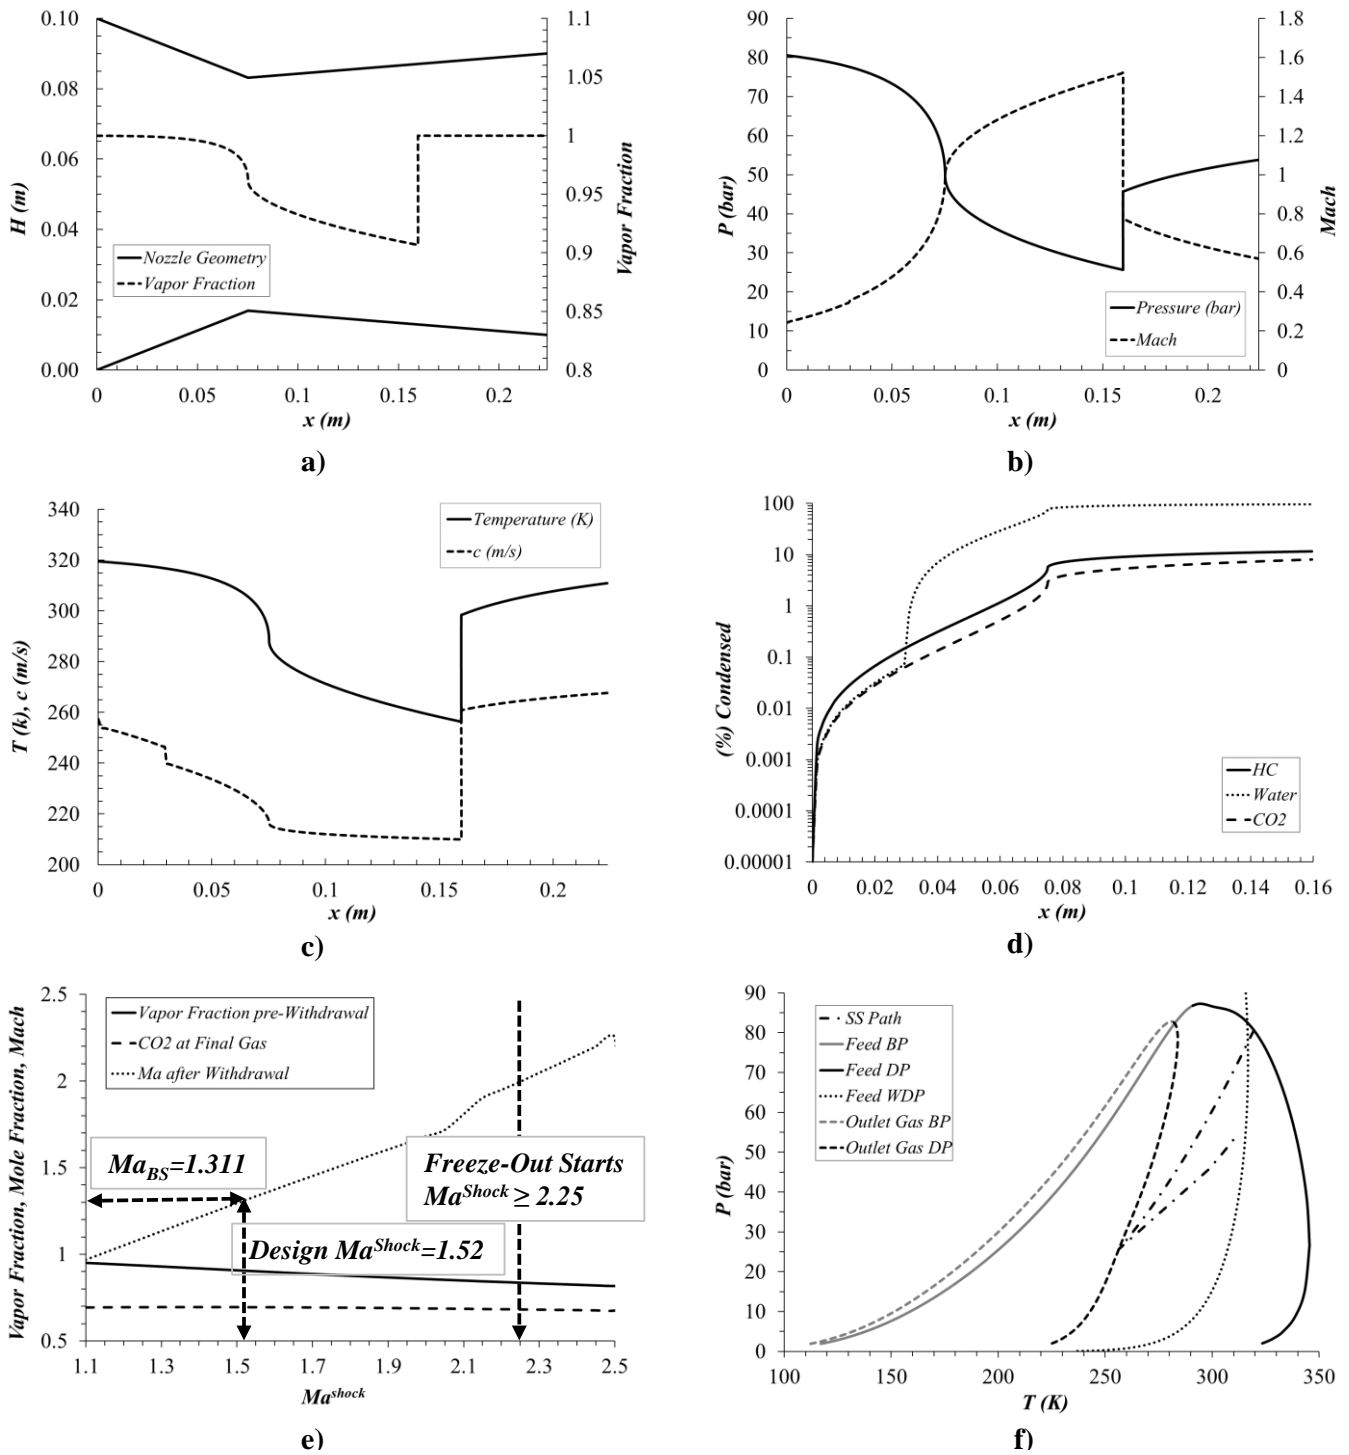 0.10
0.08
0.06
0.04
0.02
0.00
H (m)
1.1
1.05
1
0.95
0.9
0.85
0.8
Vapor Fraction
Nozzle Geometry
Vapor Fraction
0
0.05
0.1
0.15
0.2
x (m)
a)
90
80
70
60
50
40
30
20
10
0
P (bar)
1.8
1.6
1.4
1.2
1
0.8
0.6
0.4
0.2
0
Mach
Pressure (bar)
Mach
0
0.05
0.1
0.15
0.2
x (m)
b)
340
320
300
280
260
240
220
200
T (k), c (m/s)
Temperature (K)
c (m/s)
0
0.05
0.1
0.15
0.2
x (m)
c)
100
10
1
0.1
0.01
0.001
0.0001
0.00001
(%) Condensed
HC
Water
CO2
0
0.02
0.04
0.06
0.08
0.1
0.12
0.14
0.16
x (m)
d)
2.5
2
1.5
1
0.5
Vapor Fraction, Mole Fraction, Mach
Vapor Fraction pre-Withdrawal
CO2 at Final Gas
Ma after Withdrawal
MaBS=1.311
Freeze-Out Starts
MaShock ≥ 2.25
Design MaShock=1.52
1.1
1.3
1.5
1.7
1.9
2.1
2.3
2.5
Mashock
e)
90
80
70
60
50
40
30
20
10
0
P (bar)
SS Path
Feed BP
Feed DP
Feed WDP
Outlet Gas BP
Outlet Gas DP
100
150
200
250
300
350
T (K)
f)